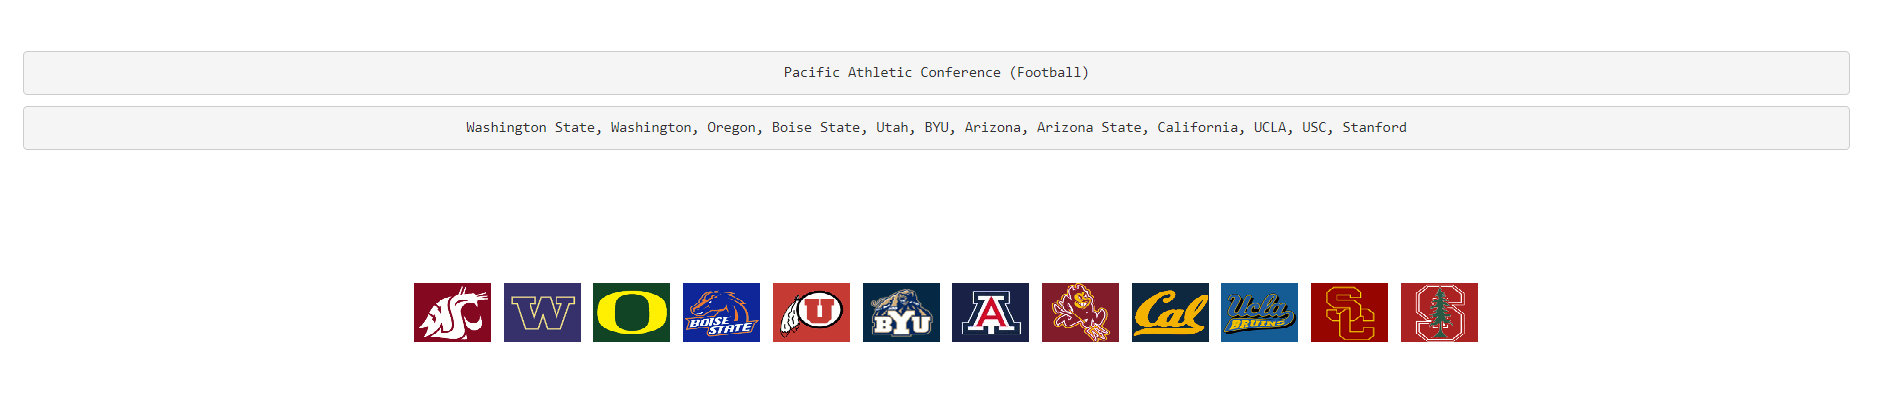 Pacific Athletic Conference (Football)
Washington State, Washington, Oregon, Boise State, Utah, BYU, Arizona, Arizona State, California, UCLA, USC, Stanford
W O BOISE STATE U BYU A Cal Ucla BRUINS SC S